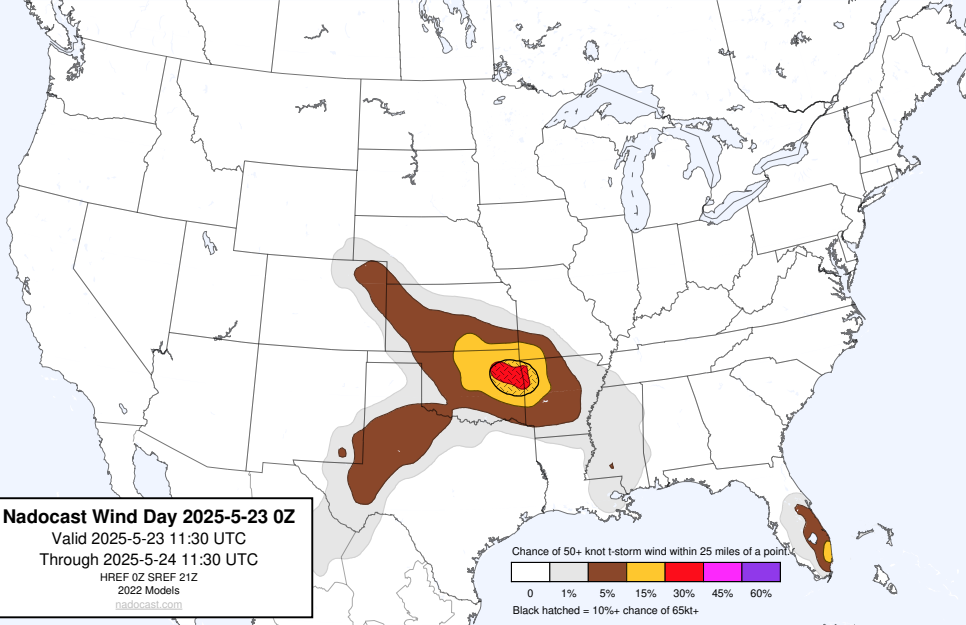 Nadocast Wind Day 2025-5-23 0Z
Valid 2025-5-23 11:30 UTC
Through 2025-5-24 11:30 UTC
HREF 0Z SREF 21Z
2022 Models
nadocast.com
Chance of 50+ knot t-storm wind within 25 miles of a point.
0 1% 5% 15% 30% 45% 60%
Black hatched = 10%+ chance of 65kt+